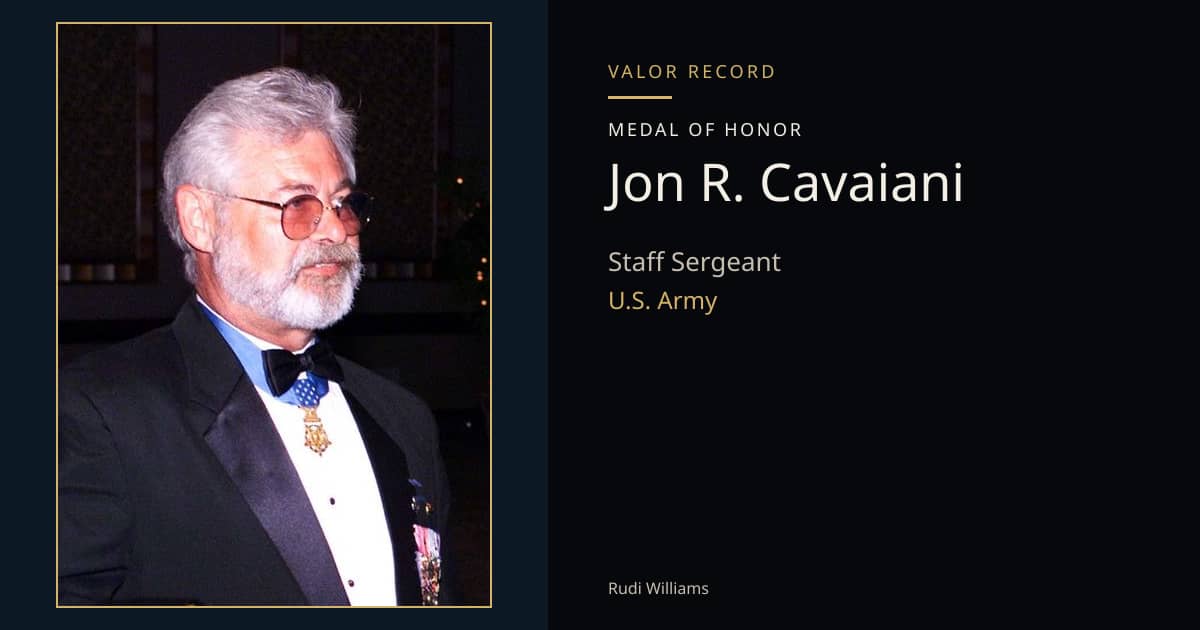 VALOR RECORD
MEDAL OF HONOR
Jon R. Cavaiani
Staff Sergeant
U.S. Army
Rudi Williams